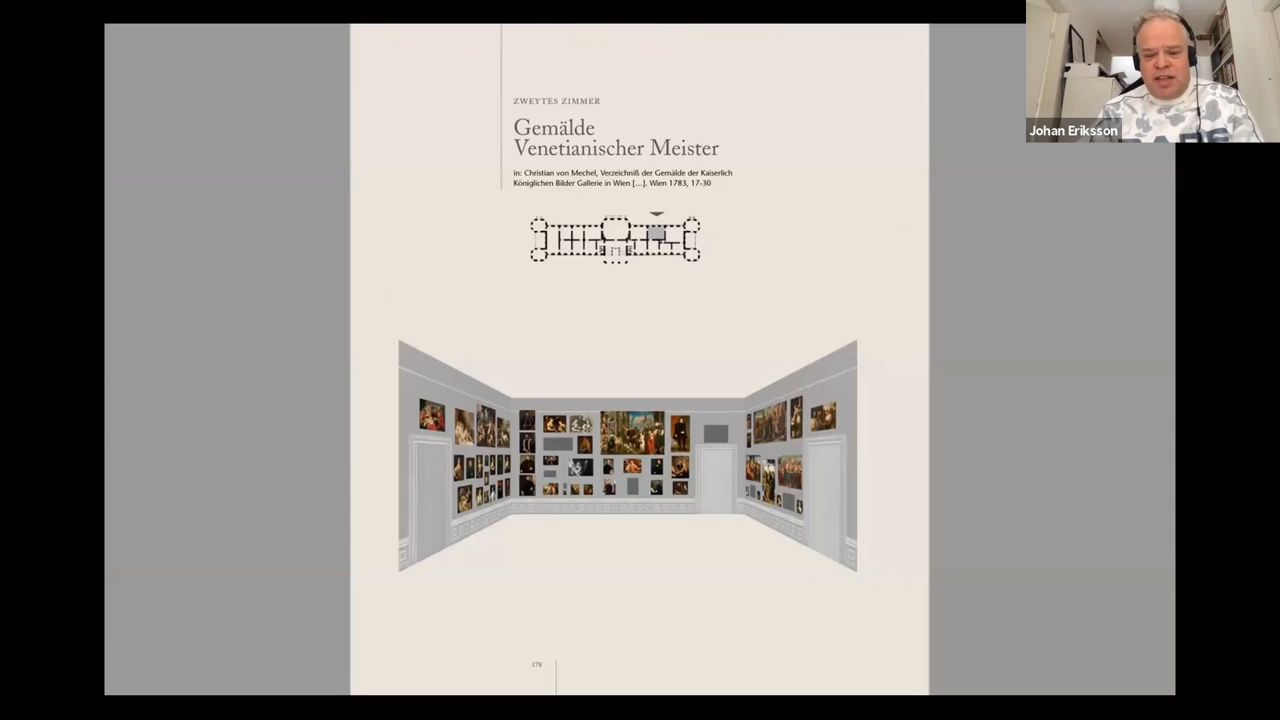 ZWEYTES ZIMMER
Gemälde
Venetianischer Meister
in: Christian von Mechel, Verzeichniß der Gemälde der Kaiserlich
Königlichen Bilder Gallerie in Wien [...]. Wien 1783, 17-30
178
Johan Eriksson